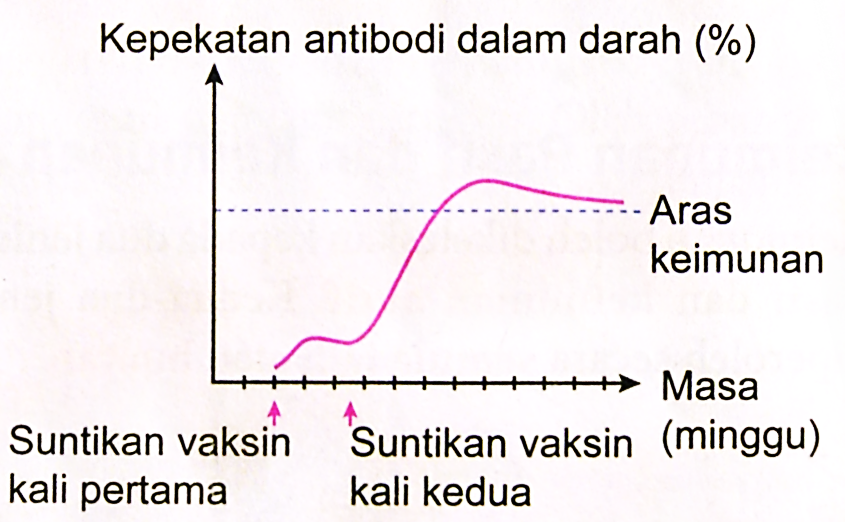 Kepekatan antibodi dalam darah (%)
Aras
keimunan
Masa
(minggu)
Suntikan vaksin
kali pertama
Suntikan vaksin
kali kedua